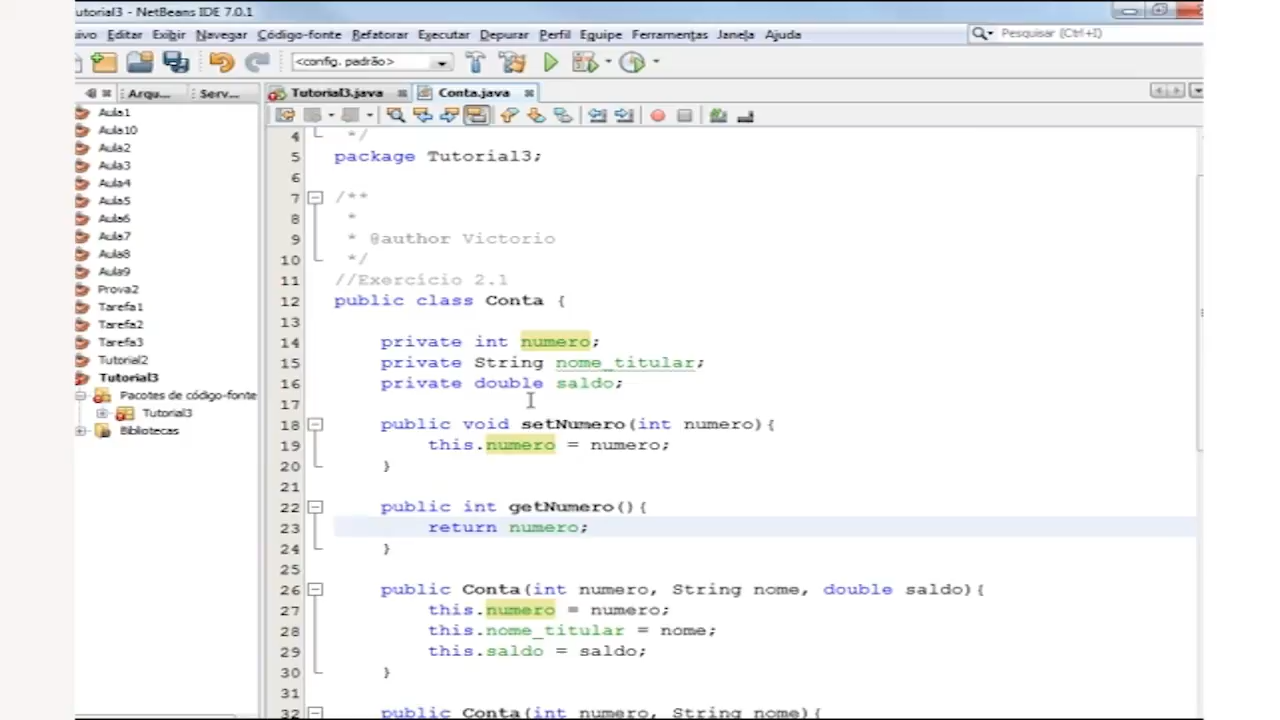 utorial3 - NetBeans IDE 7.0.1
ivo Editar Exibir Navegar Código-fonte Refatorar Executar Depurar Perfil Equipe Ferramentas Janela Ajuda
Pesquisar (Ctrl+I)
<config. padrão>
Arqu...
Serv...
Tutorial3.java
Conta.java
Aula1
Aula10
Aula2
Aula3
Aula4
Aula5
Aula6
Aula7
Aula8
Aula9
Prova2
Tarefa1
Tarefa2
Tarefa3
Tutorial2
Tutorial3
Pacotes de código-fonte
Tutorial3
Bibliotecas
4 */
5 package Tutorial3;
6
7 /**
8 *
9 * @author Victorio
10 */
11 //Exercício 2.1
12 public class Conta {
13
14 private int numero;
15 private String nome_titular;
16 private double saldo;
17
18 public void setNumero(int numero){
19 this.numero = numero;
20 }
21
22 public int getNumero(){
23 return numero;
24 }
25
26 public Conta(int numero, String nome, double saldo){
27 this.numero = numero;
28 this.nome_titular = nome;
29 this.saldo = saldo;
30 }
31
32 public Conta(int numero, String nome){